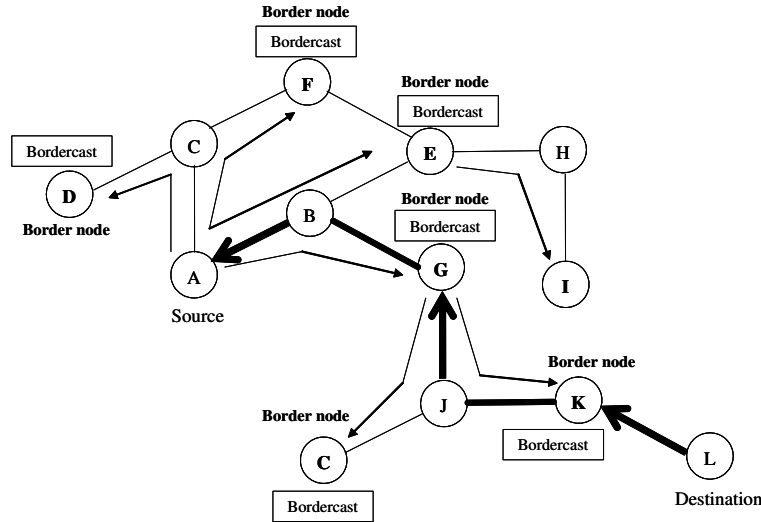 Border node
Bordercast
F
Border node
Bordercast
C
E
H
Bordercast
D
Border node
B
Border node
Bordercast
G
A
I
Source
Border node
J
K
Border node
Bordercast
C
L
Bordercast
Destination